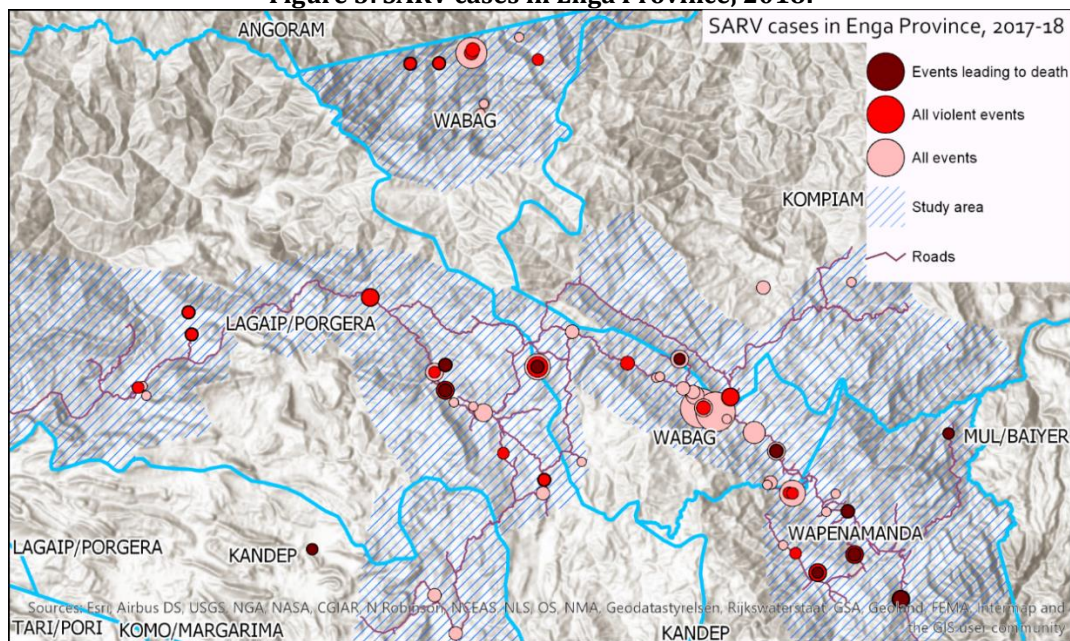 Figure 3: SARV cases in Enga Province, 2018.
SARV cases in Enga Province, 2017-18
Events leading to death
All violent events
All events
Study area
Roads
ANGORAM
WABAG
KOMPIAM
LAGAIP/PORGERA
WABAG
MUL/BAIYER
WAPENAMANDA
LAGAIP/PORGERA
KANDEP
Sources: Esri, Airbus DS, USGS, NGA, NASA, CGIAR, N Robinson, NCEAS, NLS, OS, NMA, Geodatastyrelsen, Rijkswaterstaat, GSA, Geoland, FEMA, Intermap and
the GIS user community
TARI/PORI
KOMO/MARGARIMA
KANDEP